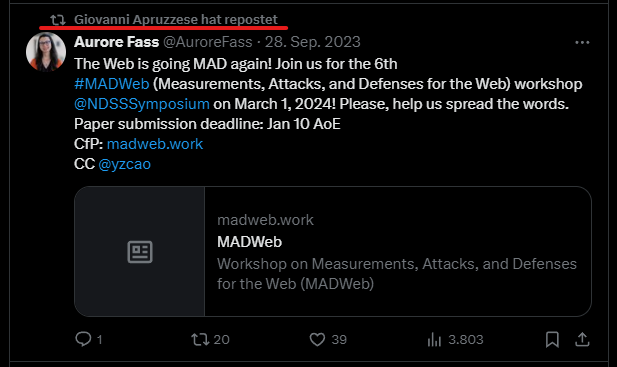 Giovanni Apruzzese hat repostet
Aurore Fass @AuroreFass · 28. Sep. 2023
The Web is going MAD again! Join us for the 6th
#MADWeb (Measurements, Attacks, and Defenses for the Web) workshop
@NDSSSymposium on March 1, 2024! Please, help us spread the words.
Paper submission deadline: Jan 10 AoE
CfP: madweb.work
CC @yzcao
madweb.work
MADWeb
Workshop on Measurements, Attacks, and Defenses
for the Web (MADWeb)
1 20 39 3.803